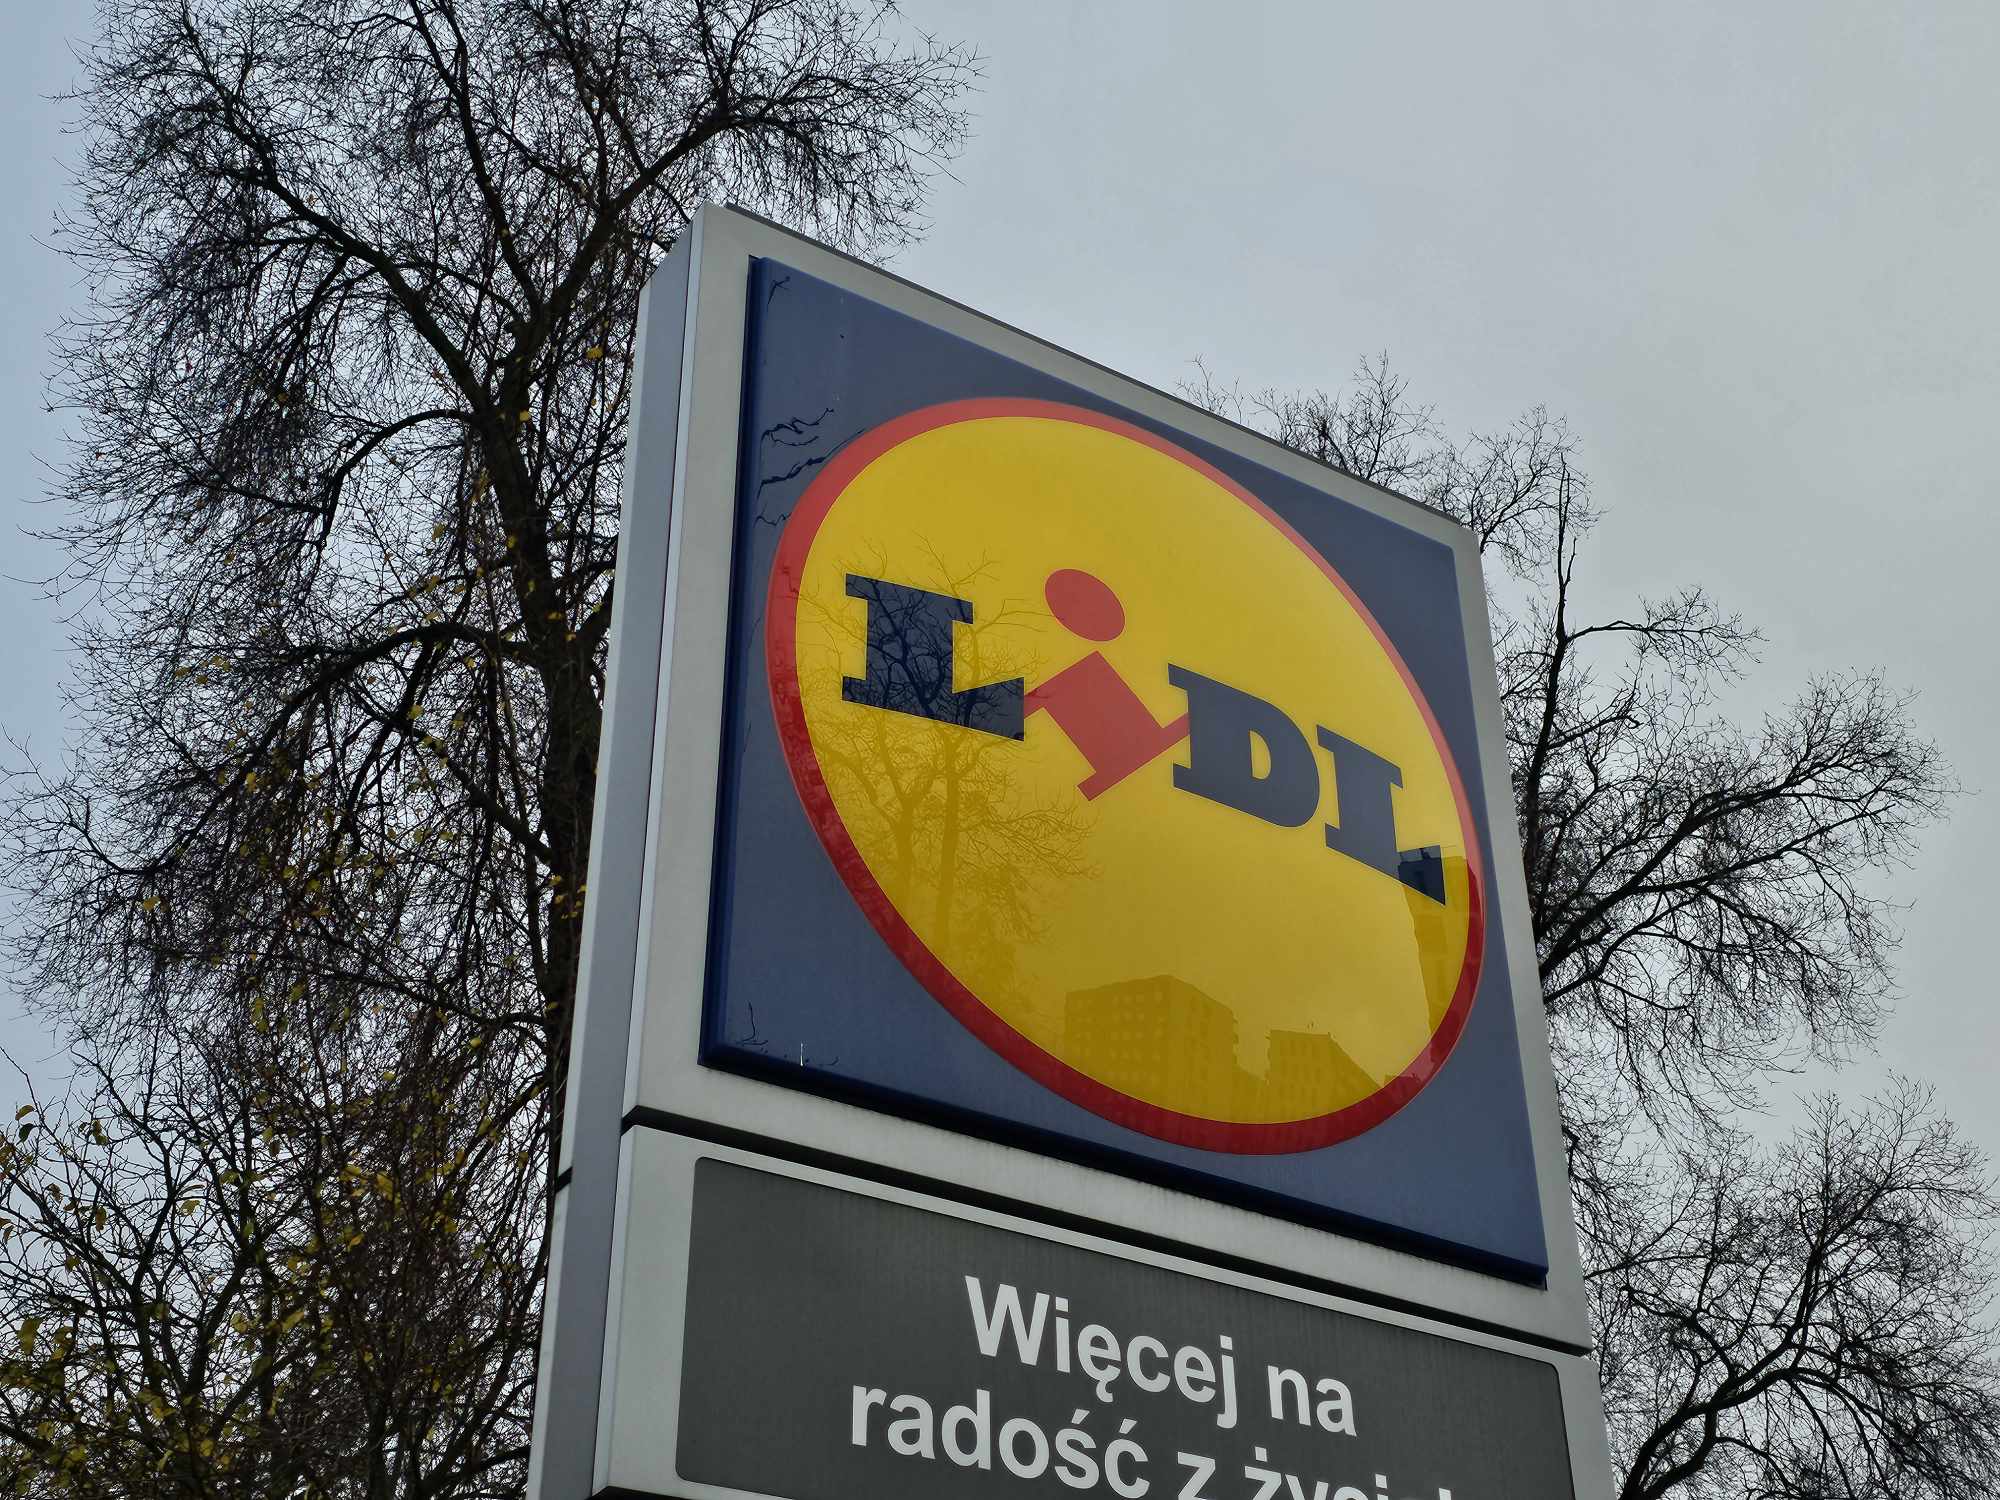 LiDL
Więcej na
radość z